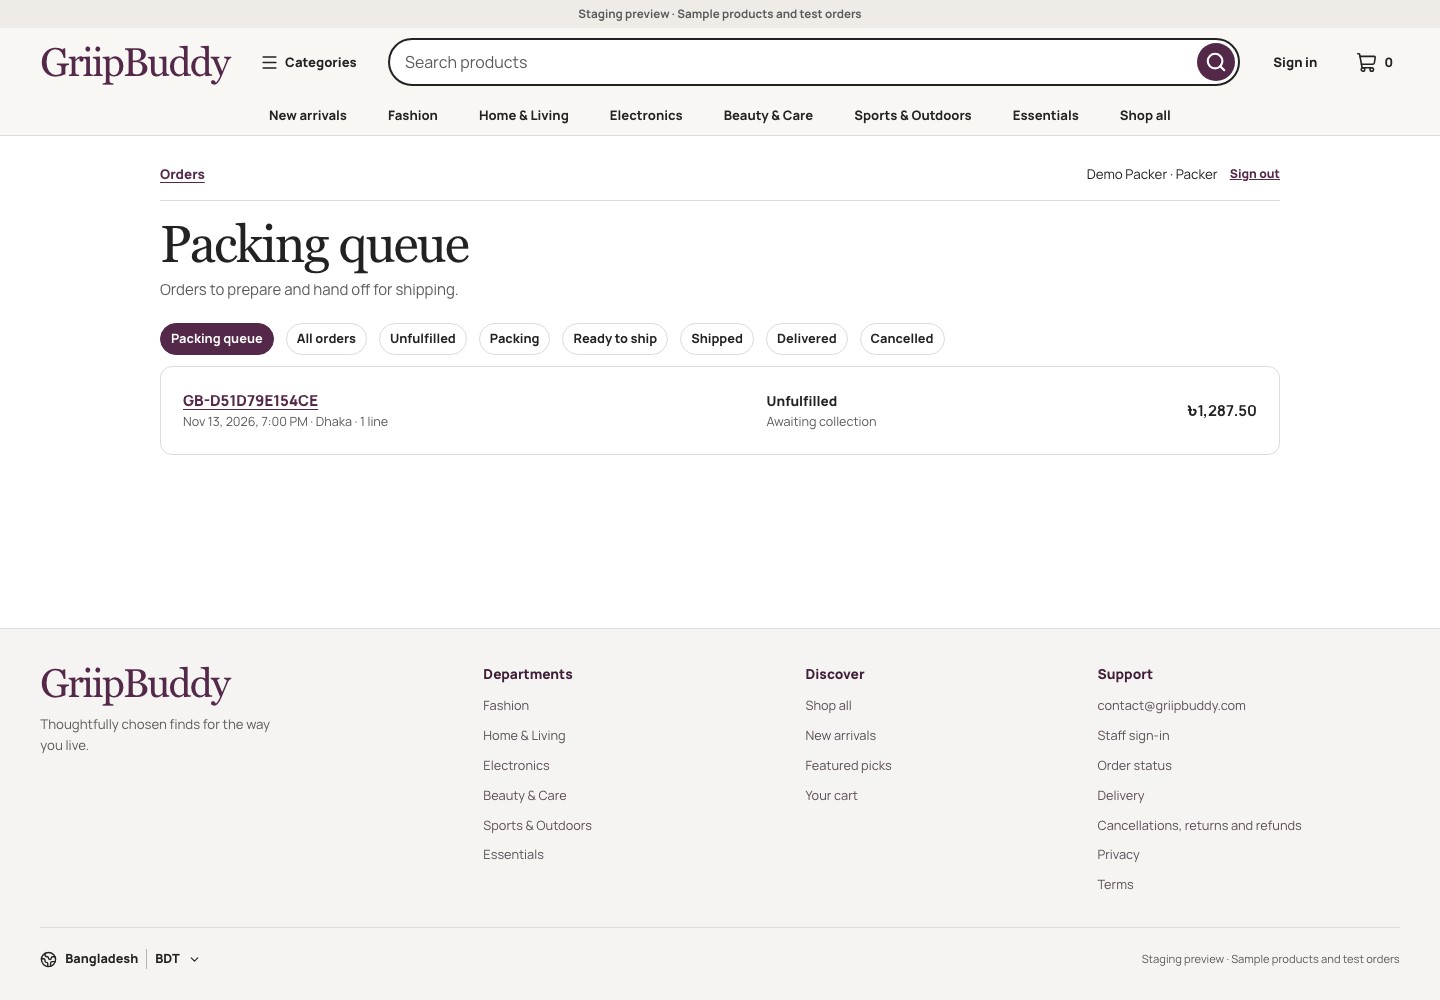 Staging preview · Sample products and test orders
GriipBuddy
Categories
Search products
Sign in
0
New arrivals
Fashion
Home & Living
Electronics
Beauty & Care
Sports & Outdoors
Essentials
Shop all
Orders
Demo Packer · Packer
Sign out
Packing queue
Orders to prepare and hand off for shipping.
Packing queue
All orders
Unfulfilled
Packing
Ready to ship
Shipped
Delivered
Cancelled
GB-D51D79E154CE
Nov 13, 2026, 7:00 PM · Dhaka · 1 line
Unfulfilled
Awaiting collection
৳1,287.50
GriipBuddy
Thoughtfully chosen finds for the way
you live.
Departments
Fashion
Home & Living
Electronics
Beauty & Care
Sports & Outdoors
Essentials
Discover
Shop all
New arrivals
Featured picks
Your cart
Support
contact@griipbuddy.com
Staff sign-in
Order status
Delivery
Cancellations, returns and refunds
Privacy
Terms
Bangladesh
BDT
Staging preview · Sample products and test orders